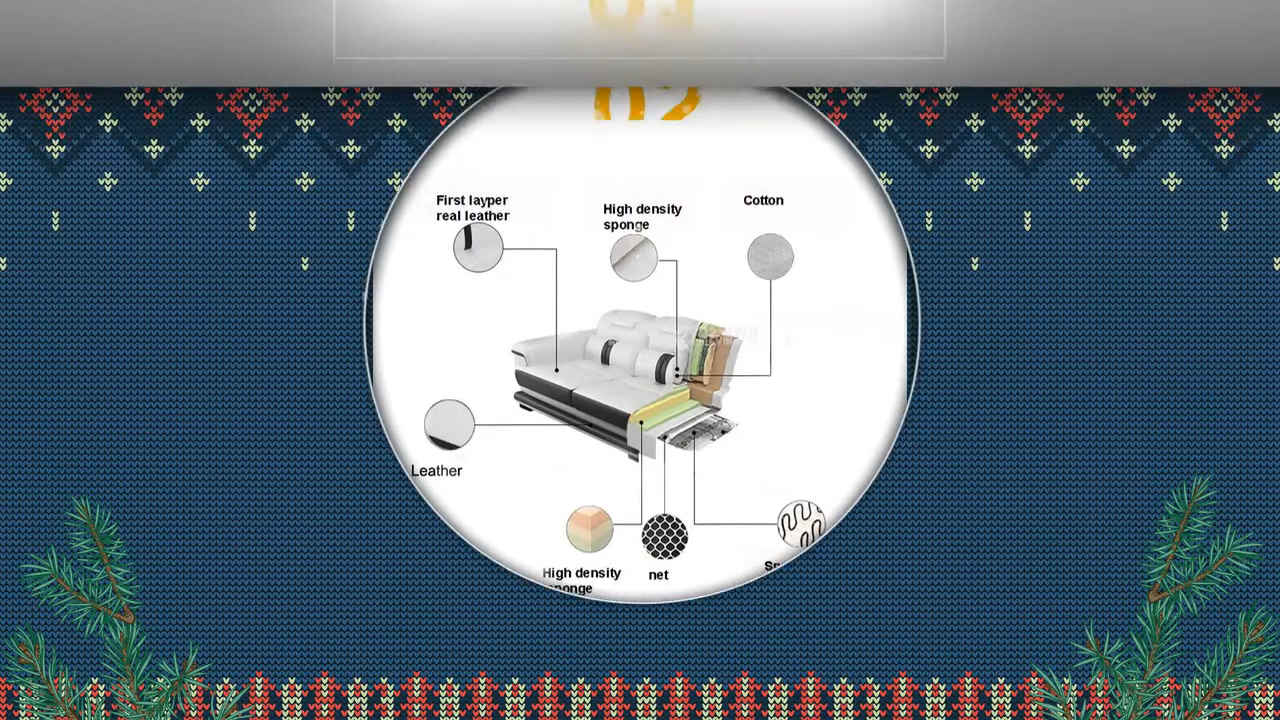 First layper
real leather
High density
sponge
Cotton
Leather
High density
net